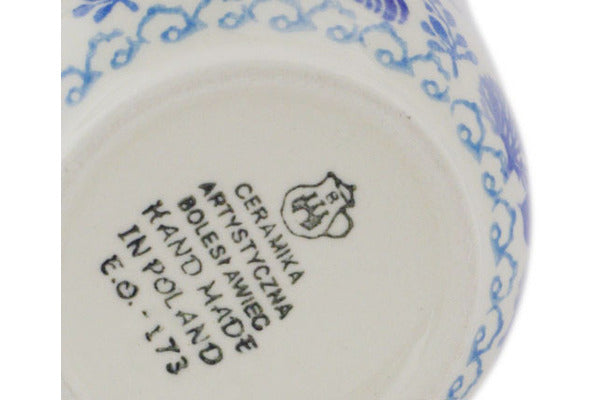 B
CERAMIKA
ARTYSTYCZNA
BOLESŁAWIEC
HAND MADE
IN POLAND
E.O.-173